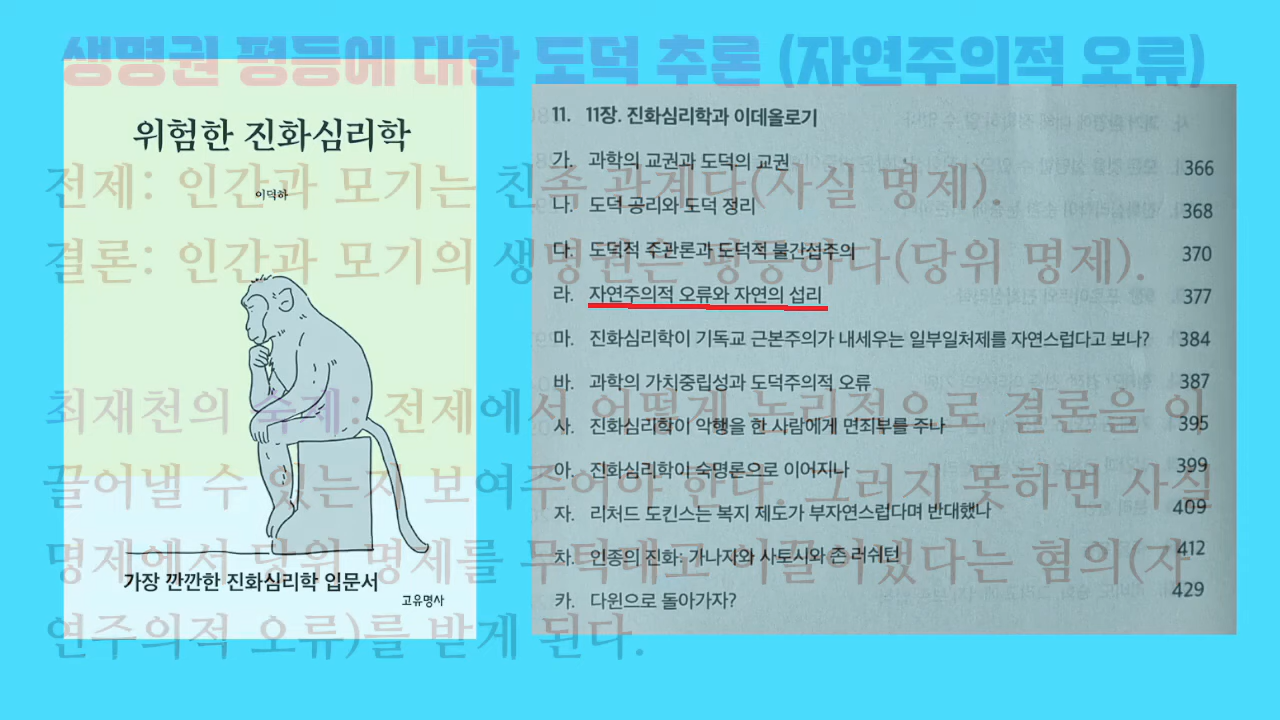 생명권 평등에 대한 도덕 추론 (자연주의적 오류)
전제: 인간과 모기는 친족 관계다(사실 명제).
결론: 인간과 모기의 생명권은 평등하다(당위 명제).
최재천의 숙제: 전제에서 어떻게 논리적으로 결론을 이
끌어낼 수 있는지 보여주어야 한다. 그러지 못하면 사실
명제에서 당위 명제를 무턱대고 이끌어냈다는 혐의(자
연주의적 오류)를 받게 된다.
위험한 진화심리학
이덕하
가장 깐깐한 진화심리학 입문서
고유명사
11. 11장. 진화심리학과 이데올로기
가. 과학의 교권과 도덕의 교권 366
나. 도덕 공리와 도덕 정리 368
다. 도덕적 주관론과 도덕적 불간섭주의 370
라. 자연주의적 오류와 자연의 섭리 377
마. 진화심리학이 기독교 근본주의가 내세우는 일부일처제를 자연스럽다고 보나? 384
바. 과학의 가치중립성과 도덕주의적 오류 387
사. 진화심리학이 악행을 한 사람에게 면죄부를 주나 395
아. 진화심리학이 숙명론으로 이어지나 399
자. 리처드 도킨스는 복지 제도가 부자연스럽다며 반대했나 409
차. 인종의 진화: 가나자와 사토시와 존 러쉬턴 412
카. 다윈으로 돌아가자? 429